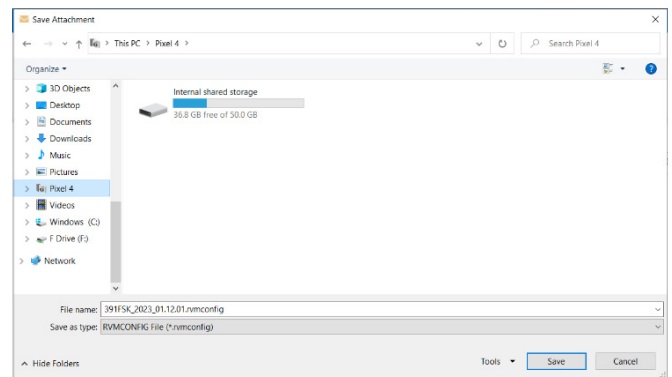 Save Attachment
This PC > Pixel 4 >
Search Pixel 4
Organize
3D Objects
Desktop
Documents
Downloads
Music
Pictures
Pixel 4
Videos
Windows (C:)
F Drive (F:)
Network
Internal shared storage
36.8 GB free of 50.0 GB
File name: 391FSK_2023_01.12.01.rvmconfig
Save as type: RVMCONFIG File (*.rvmconfig)
Hide Folders
Tools Save Cancel